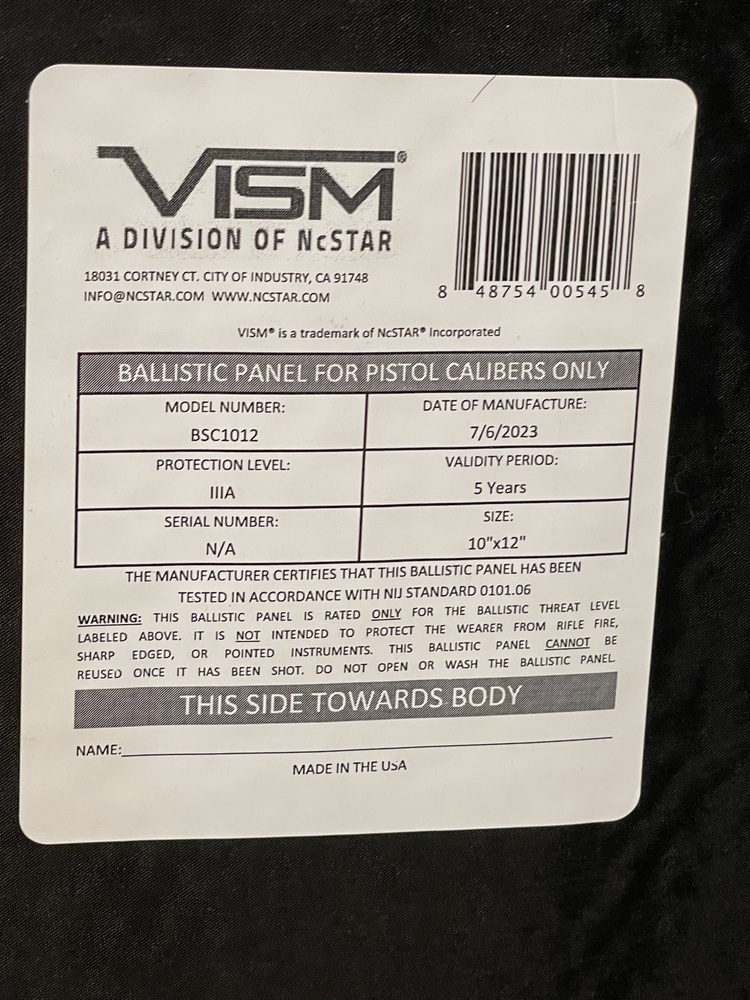 VISM®
A DIVISION OF NcSTAR
18031 CORTNEY CT. CITY OF INDUSTRY, CA 91748
INFO@NCSTAR.COM WWW.NCSTAR.COM
8 48754 00545 8
VISM® is a trademark of NcSTAR® Incorporated
BALLISTIC PANEL FOR PISTOL CALIBERS ONLY
MODEL NUMBER:
BSC1012
DATE OF MANUFACTURE:
7/6/2023
PROTECTION LEVEL:
IIIA
VALIDITY PERIOD:
5 Years
SERIAL NUMBER:
N/A
SIZE:
10"x12"
THE MANUFACTURER CERTIFIES THAT THIS BALLISTIC PANEL HAS BEEN
TESTED IN ACCORDANCE WITH NIJ STANDARD 0101.06
WARNING: THIS BALLISTIC PANEL IS RATED ONLY FOR THE BALLISTIC THREAT LEVEL
LABELED ABOVE. IT IS NOT INTENDED TO PROTECT THE WEARER FROM RIFLE FIRE,
SHARP EDGED, OR POINTED INSTRUMENTS. THIS BALLISTIC PANEL CANNOT BE
REUSED ONCE IT HAS BEEN SHOT. DO NOT OPEN OR WASH THE BALLISTIC PANEL.
THIS SIDE TOWARDS BODY
NAME:
MADE IN THE USA